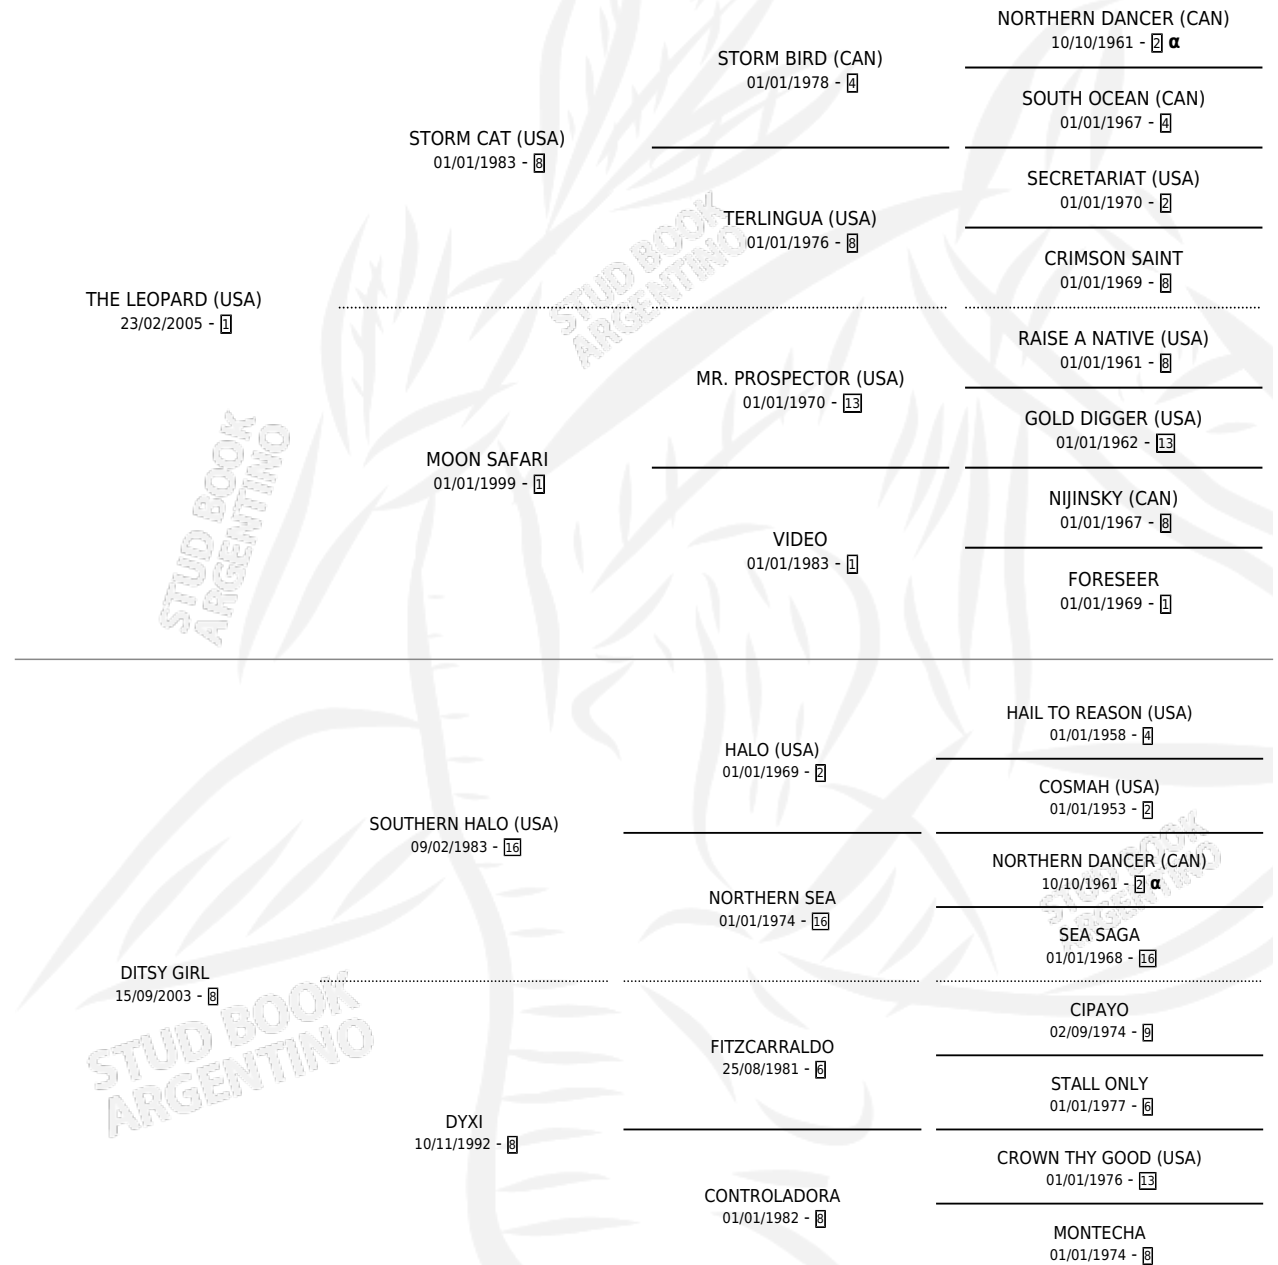 NORTHERN DANCER (CAN)
10/10/1961 - 2 α
STORM BIRD (CAN)
01/01/1978 - 4
SOUTH OCEAN (CAN)
01/01/1967 - 4
STORM CAT (USA)
01/01/1983 - 8
SECRETARIAT (USA)
01/01/1970 - 2
TERLINGUA (USA)
01/01/1976 - 8
CRIMSON SAINT
01/01/1969 - 8
THE LEOPARD (USA)
23/02/2005 - 1
RAISE A NATIVE (USA)
01/01/1961 - 8
MR. PROSPECTOR (USA)
01/01/1970 - 13
GOLD DIGGER (USA)
01/01/1962 - 13
MOON SAFARI
01/01/1999 - 1
NIJINSKY (CAN)
01/01/1967 - 8
VIDEO
01/01/1983 - 1
FORESEER
01/01/1969 - 1
HAIL TO REASON (USA)
01/01/1958 - 4
HALO (USA)
01/01/1969 - 2
COSMAH (USA)
01/01/1953 - 2
SOUTHERN HALO (USA)
09/02/1983 - 16
NORTHERN DANCER (CAN)
10/10/1961 - 2 α
NORTHERN SEA
01/01/1974 - 16
SEA SAGA
01/01/1968 - 16
DITSY GIRL
15/09/2003 - 8
CIPAYO
02/09/1974 - 9
FITZCARRALDO
25/08/1981 - 6
STALL ONLY
01/01/1977 - 6
DYXI
10/11/1992 - 8
CROWN THY GOOD (USA)
01/01/1976 - 13
CONTROLADORA
01/01/1982 - 8
MONTECHA
01/01/1974 - 8
STUD BOOK
ARGENTINO
STUD BOOK
ARGENTINO
STUD BOOK
ARGENTINO
STUD BOOK
ARGENTINO